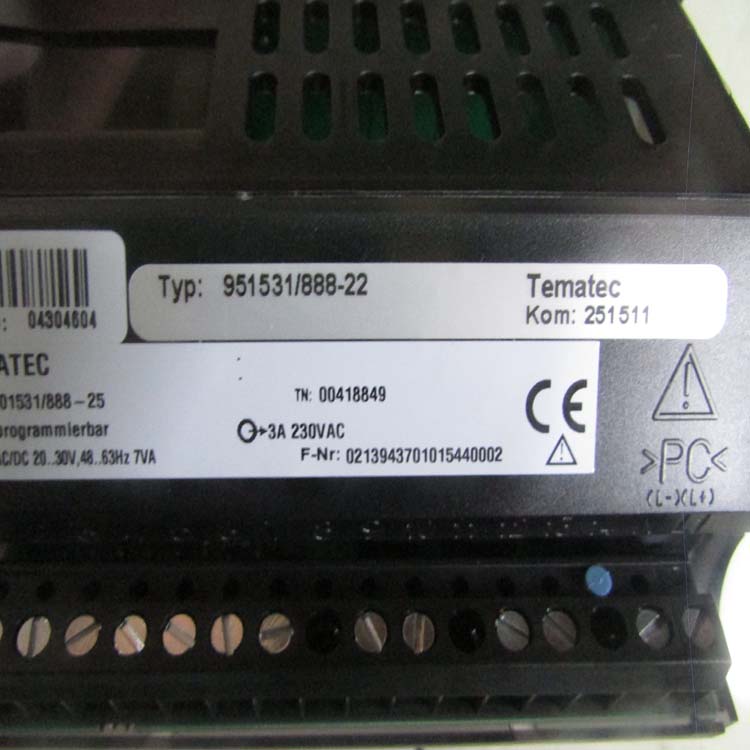 Typ: 951531/888-22
Tematec
Kom: 251511
: 04304604
ATEC
01531/888-25
programmierbar
AC/DC 20..30V,48..63Hz 7VA
TN: 00418849
3A 230VAC
F-Nr: 0213943701015440002
CE
>PC<
(L-)(L+)